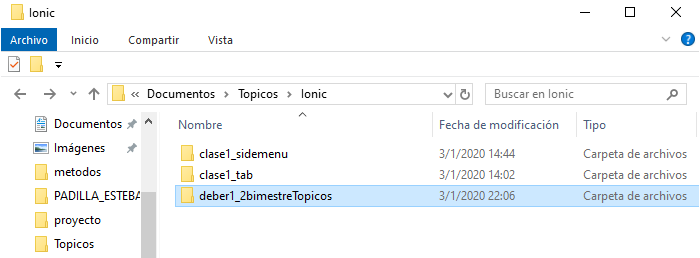 Ionic
Archivo Inicio Compartir Vista
« Documentos > Topicos > Ionic Buscar en Ionic
Documentos
Imágenes
metodos
PADILLA_ESTEBA
proyecto
Topicos
Nombre Fecha de modificación Tipo
clase1_sidemenu 3/1/2020 14:44 Carpeta de archivos
clase1_tab 3/1/2020 14:02 Carpeta de archivos
deber1_2bimestreTopicos 3/1/2020 22:06 Carpeta de archivos